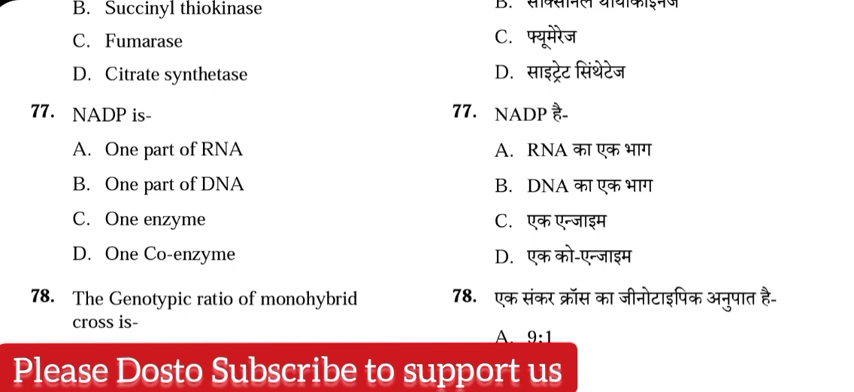 B. Succinyl thiokinase
C. Fumarase
D. Citrate synthetase
77. NADP is-
A. One part of RNA
B. One part of DNA
C. One enzyme
D. One Co-enzyme
78. The Genotypic ratio of monohybrid
cross is-
B.
C. फ्यूमेरेज
D. साइट्रेट सिंथेटेज
77. NADP है-
A. RNA का एक भाग
B. DNA का एक भाग
C. एक एन्जाइम
D. एक को-एन्जाइम
78. एक संकर क्रॉस का जीनोटाइपिक अनुपात है-
A. 9:1
Please Dosto Subscribe to support us